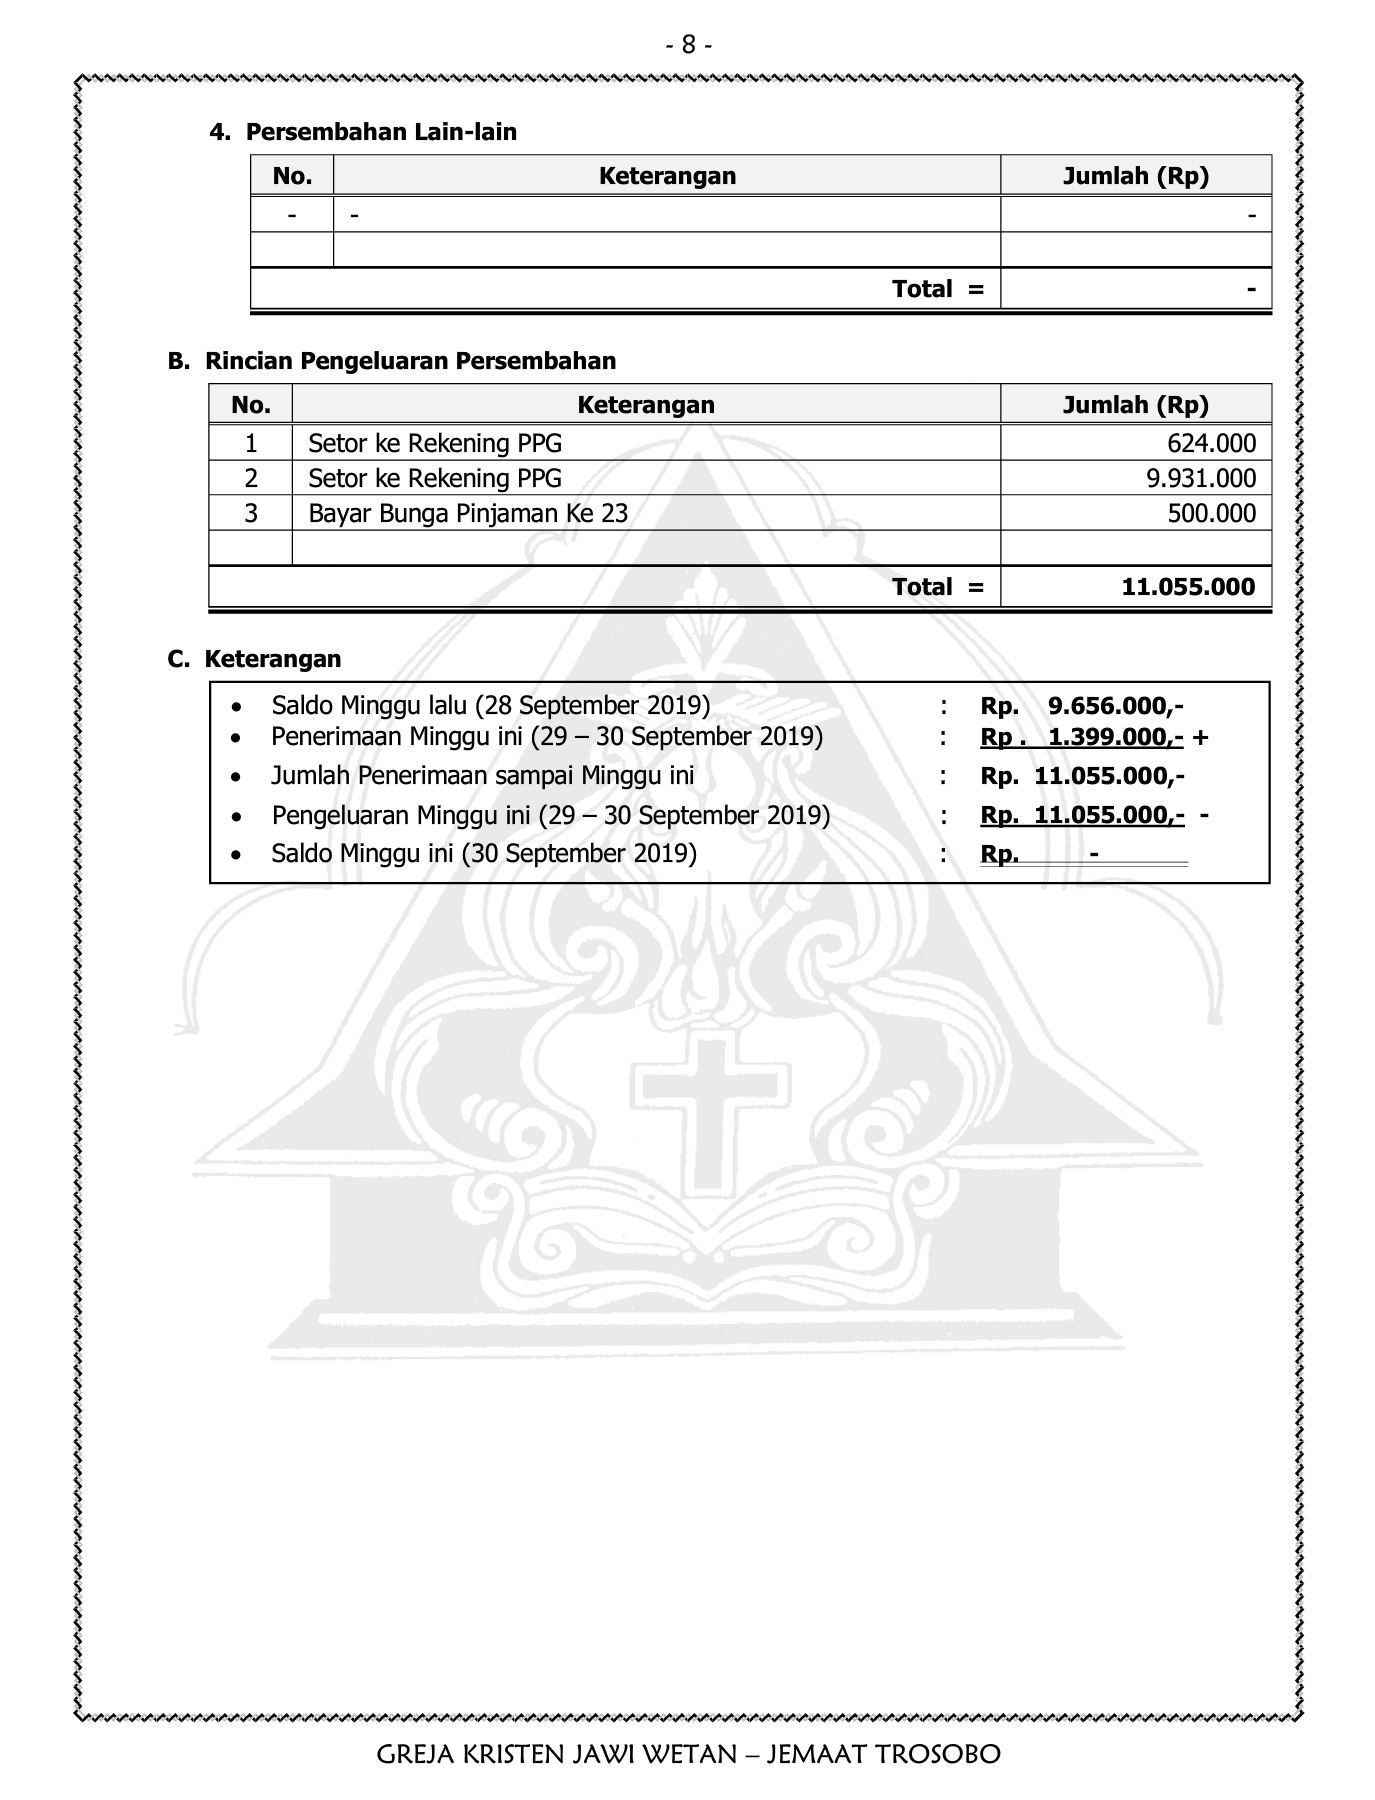 - 8 -
4. Persembahan Lain-lain
No. Keterangan Jumlah (Rp)
- - -
Total = -
B. Rincian Pengeluaran Persembahan
No. Keterangan Jumlah (Rp)
1 Setor ke Rekening PPG 624.000
2 Setor ke Rekening PPG 9.931.000
3 Bayar Bunga Pinjaman Ke 23 500.000
Total = 11.055.000
C. Keterangan
• Saldo Minggu lalu (28 September 2019) : Rp. 9.656.000,-
• Penerimaan Minggu ini (29 – 30 September 2019) : Rp . 1.399.000,- +
• Jumlah Penerimaan sampai Minggu ini : Rp. 11.055.000,-
• Pengeluaran Minggu ini (29 – 30 September 2019) : Rp. 11.055.000,- -
• Saldo Minggu ini (30 September 2019) : Rp. -
GREJA KRISTEN JAWI WETAN – JEMAAT TROSOBO